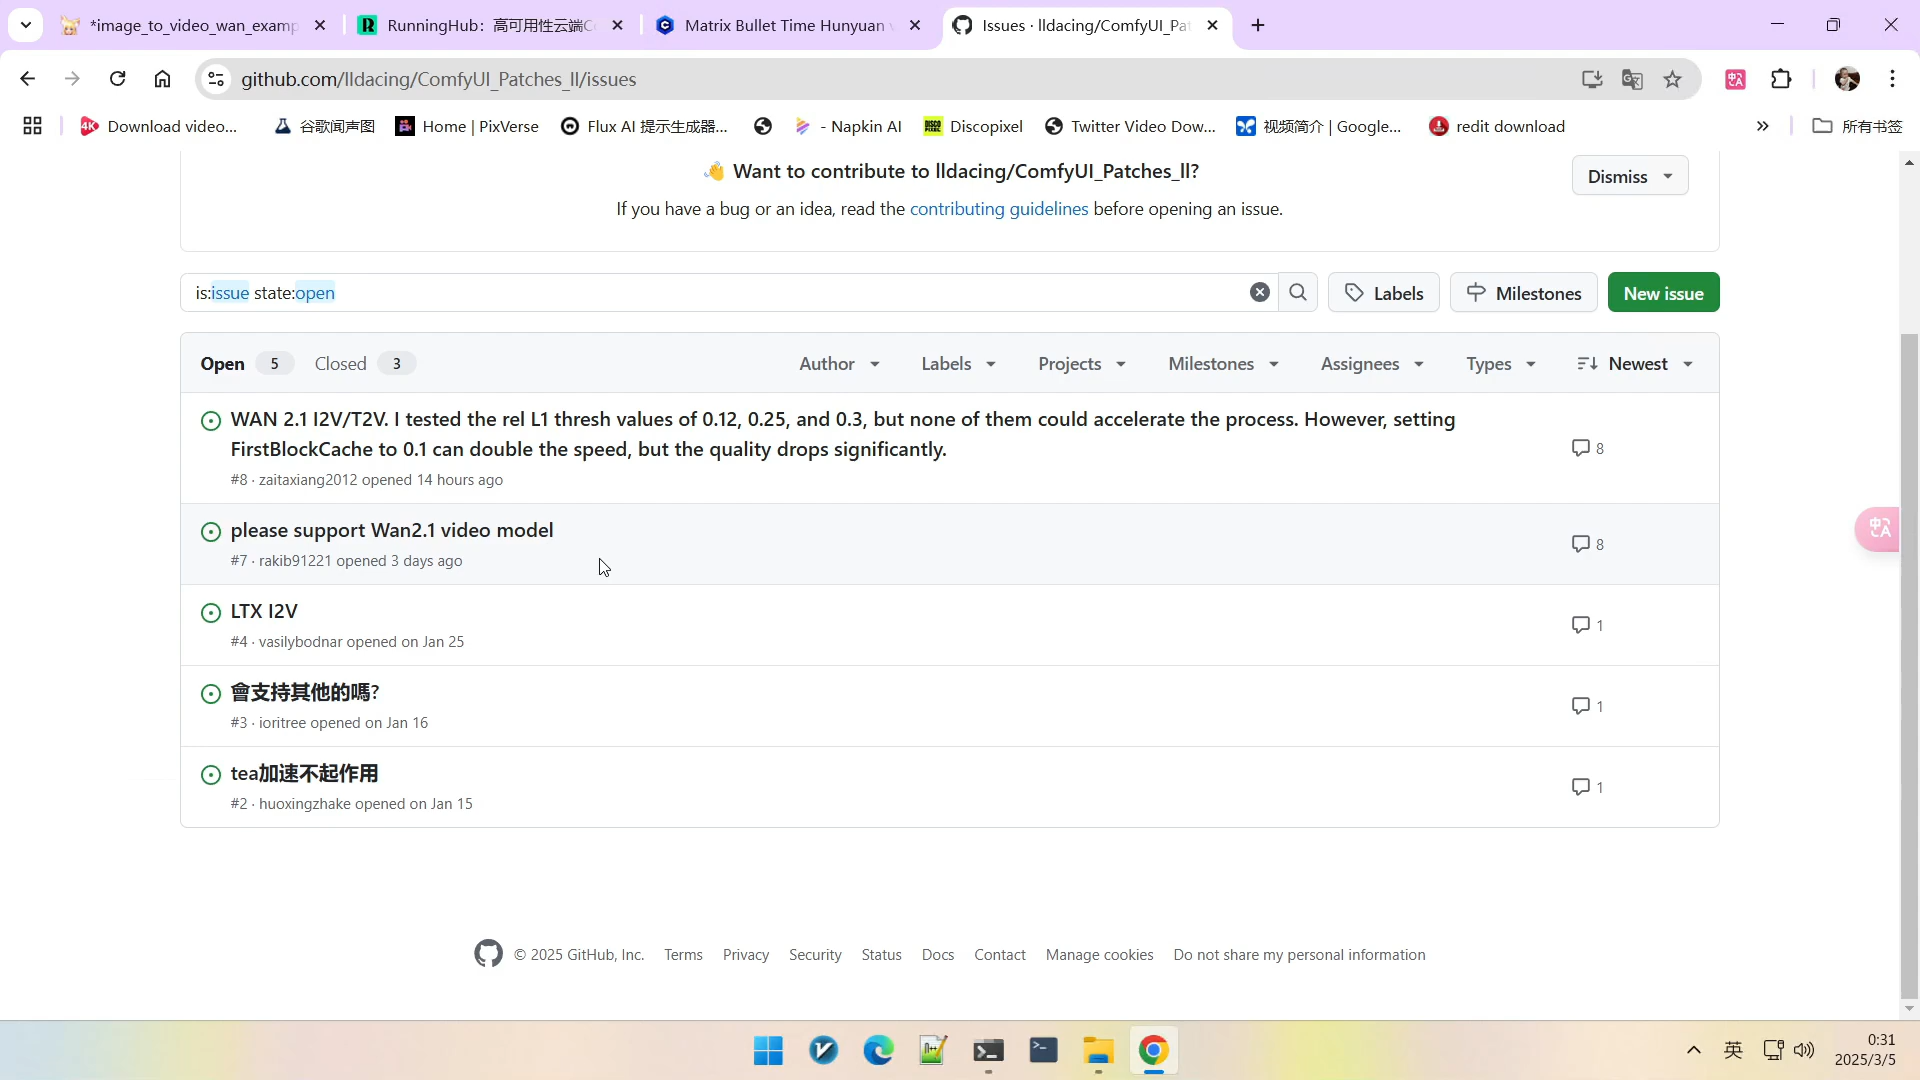 *image_to_video_wan_examp
RunningHub：高可用性云端C
Matrix Bullet Time Hunyuan v
Issues · lldacing/ComfyUI_Pat
github.com/lldacing/ComfyUI_Patches_ll/issues
Download video...
谷歌闻声图
Home | PixVerse
Flux AI 提示生成器...
- Napkin AI
Discopixel
Twitter Video Dow...
视频简介 | Google...
redit download
所有书签
👋 Want to contribute to lldacing/ComfyUI_Patches_ll?
Dismiss
If you have a bug or an idea, read the contributing guidelines before opening an issue.
is:issue state:open
Labels
Milestones
New issue
Open 5 Closed 3
Author
Labels
Projects
Milestones
Assignees
Types
Newest
WAN 2.1 I2V/T2V. I tested the rel L1 thresh values of 0.12, 0.25, and 0.3, but none of them could accelerate the process. However, setting
FirstBlockCache to 0.1 can double the speed, but the quality drops significantly.
8
#8 · zaitaxiang2012 opened 14 hours ago
please support Wan2.1 video model
8
#7 · rakib91221 opened 3 days ago
LTX I2V
1
#4 · vasilybodnar opened on Jan 25
會支持其他的嗎?
1
#3 · ioritree opened on Jan 16
tea加速不起作用
1
#2 · huoxingzhake opened on Jan 15
© 2025 GitHub, Inc.
Terms
Privacy
Security
Status
Docs
Contact
Manage cookies
Do not share my personal information
英
0:31
2025/3/5